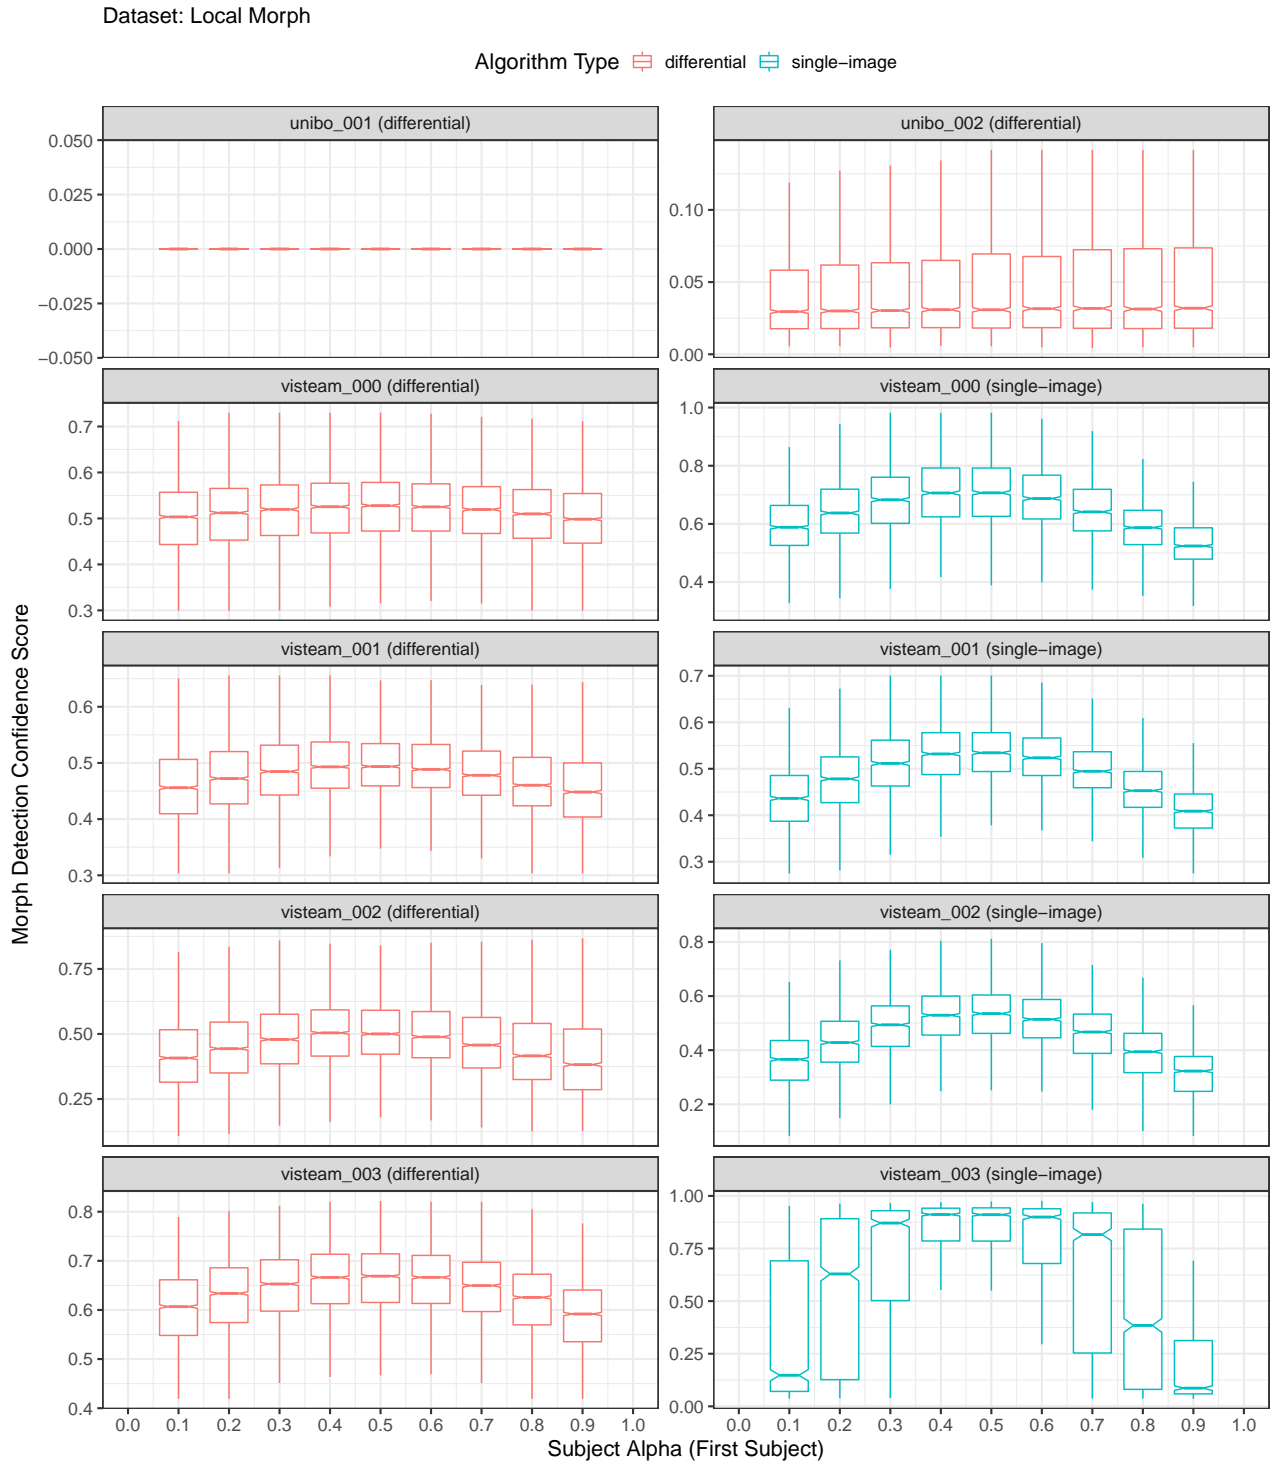 Dataset: Local Morph
Algorithm Type differential single−image
unibo_001 (differential)
0.050
0.025
0.000
−0.025
−0.050
unibo_002 (differential)
0.10
0.05
0.00
visteam_000 (differential)
0.7
0.6
0.5
0.4
0.3
visteam_000 (single−image)
1.0
0.8
0.6
0.4
visteam_001 (differential)
0.6
0.5
0.4
0.3
visteam_001 (single−image)
0.7
0.6
0.5
0.4
0.3
visteam_002 (differential)
0.75
0.50
0.25
visteam_002 (single−image)
0.8
0.6
0.4
0.2
visteam_003 (differential)
0.8
0.7
0.6
0.5
0.4
visteam_003 (single−image)
1.00
0.75
0.50
0.25
0.00
0.0 0.1 0.2 0.3 0.4 0.5 0.6 0.7 0.8 0.9 1.0
0.0 0.1 0.2 0.3 0.4 0.5 0.6 0.7 0.8 0.9 1.0
Subject Alpha (First Subject)
Morph Detection Confidence Score